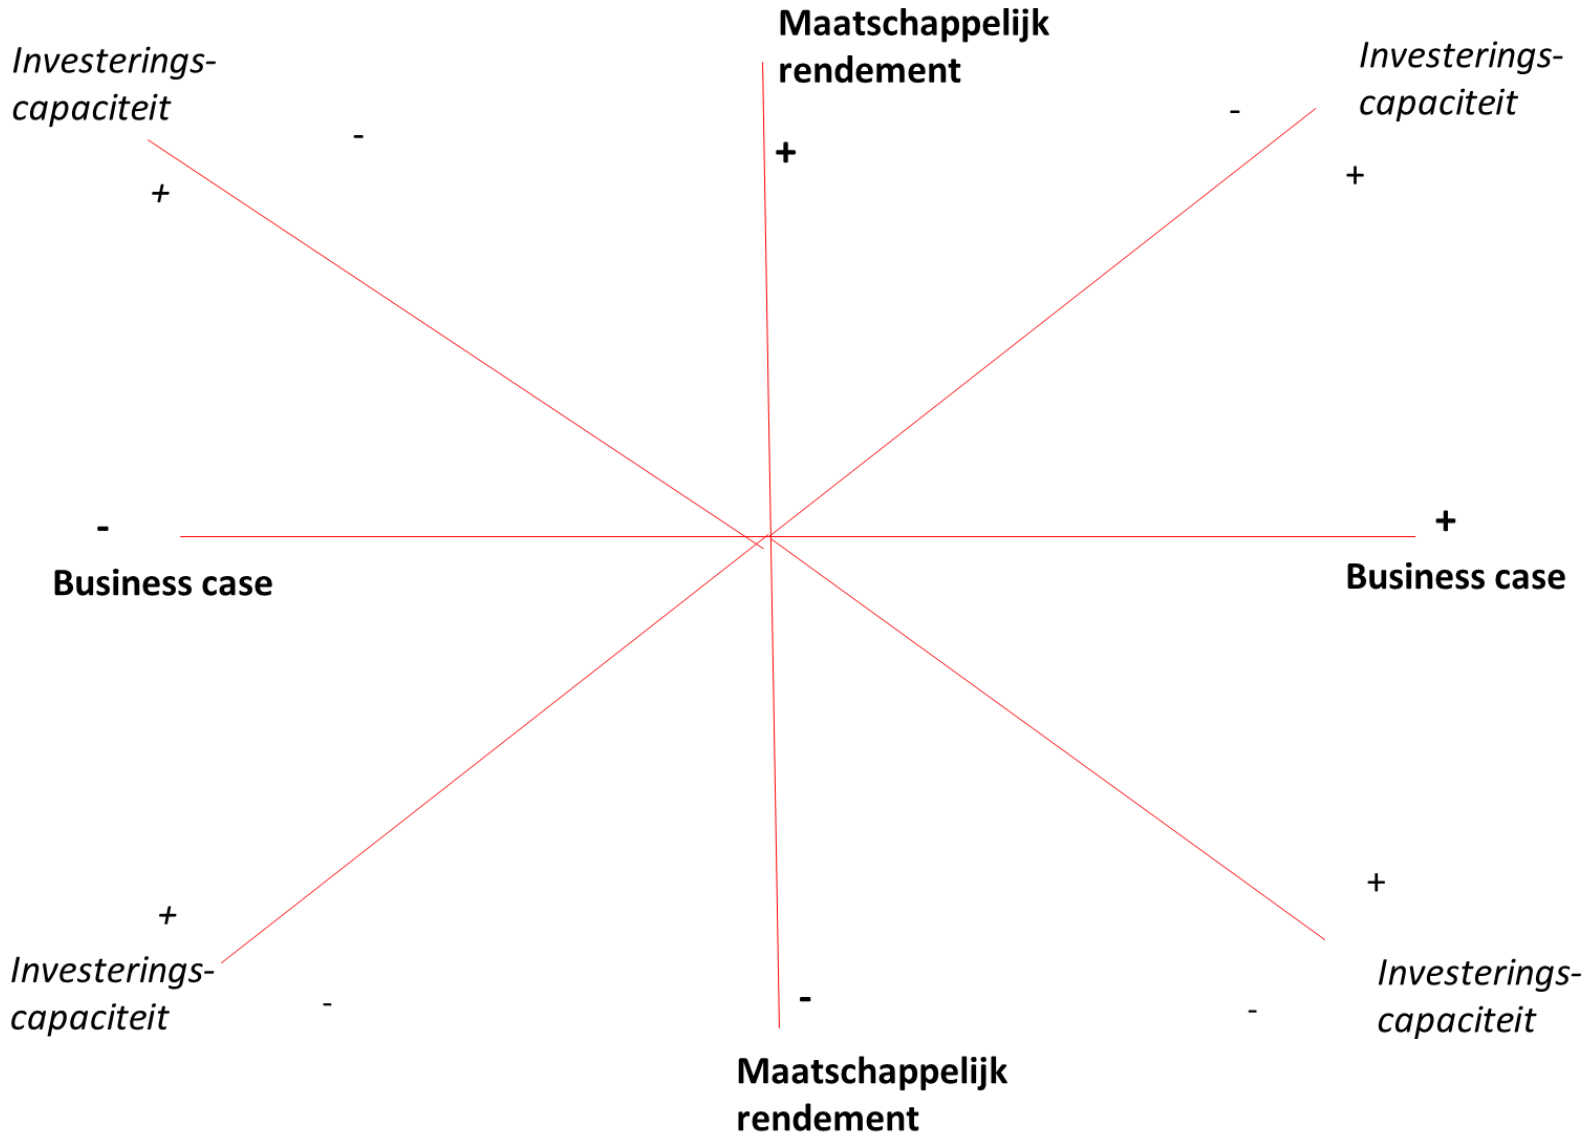 Maatschappelijk
rendement
Investerings-
capaciteit
Investerings-
capaciteit
-
-
+
+
+
-
+
Business case
Business case
+
+
Investerings-
capaciteit
Investerings-
capaciteit
-
-
-
Maatschappelijk
rendement